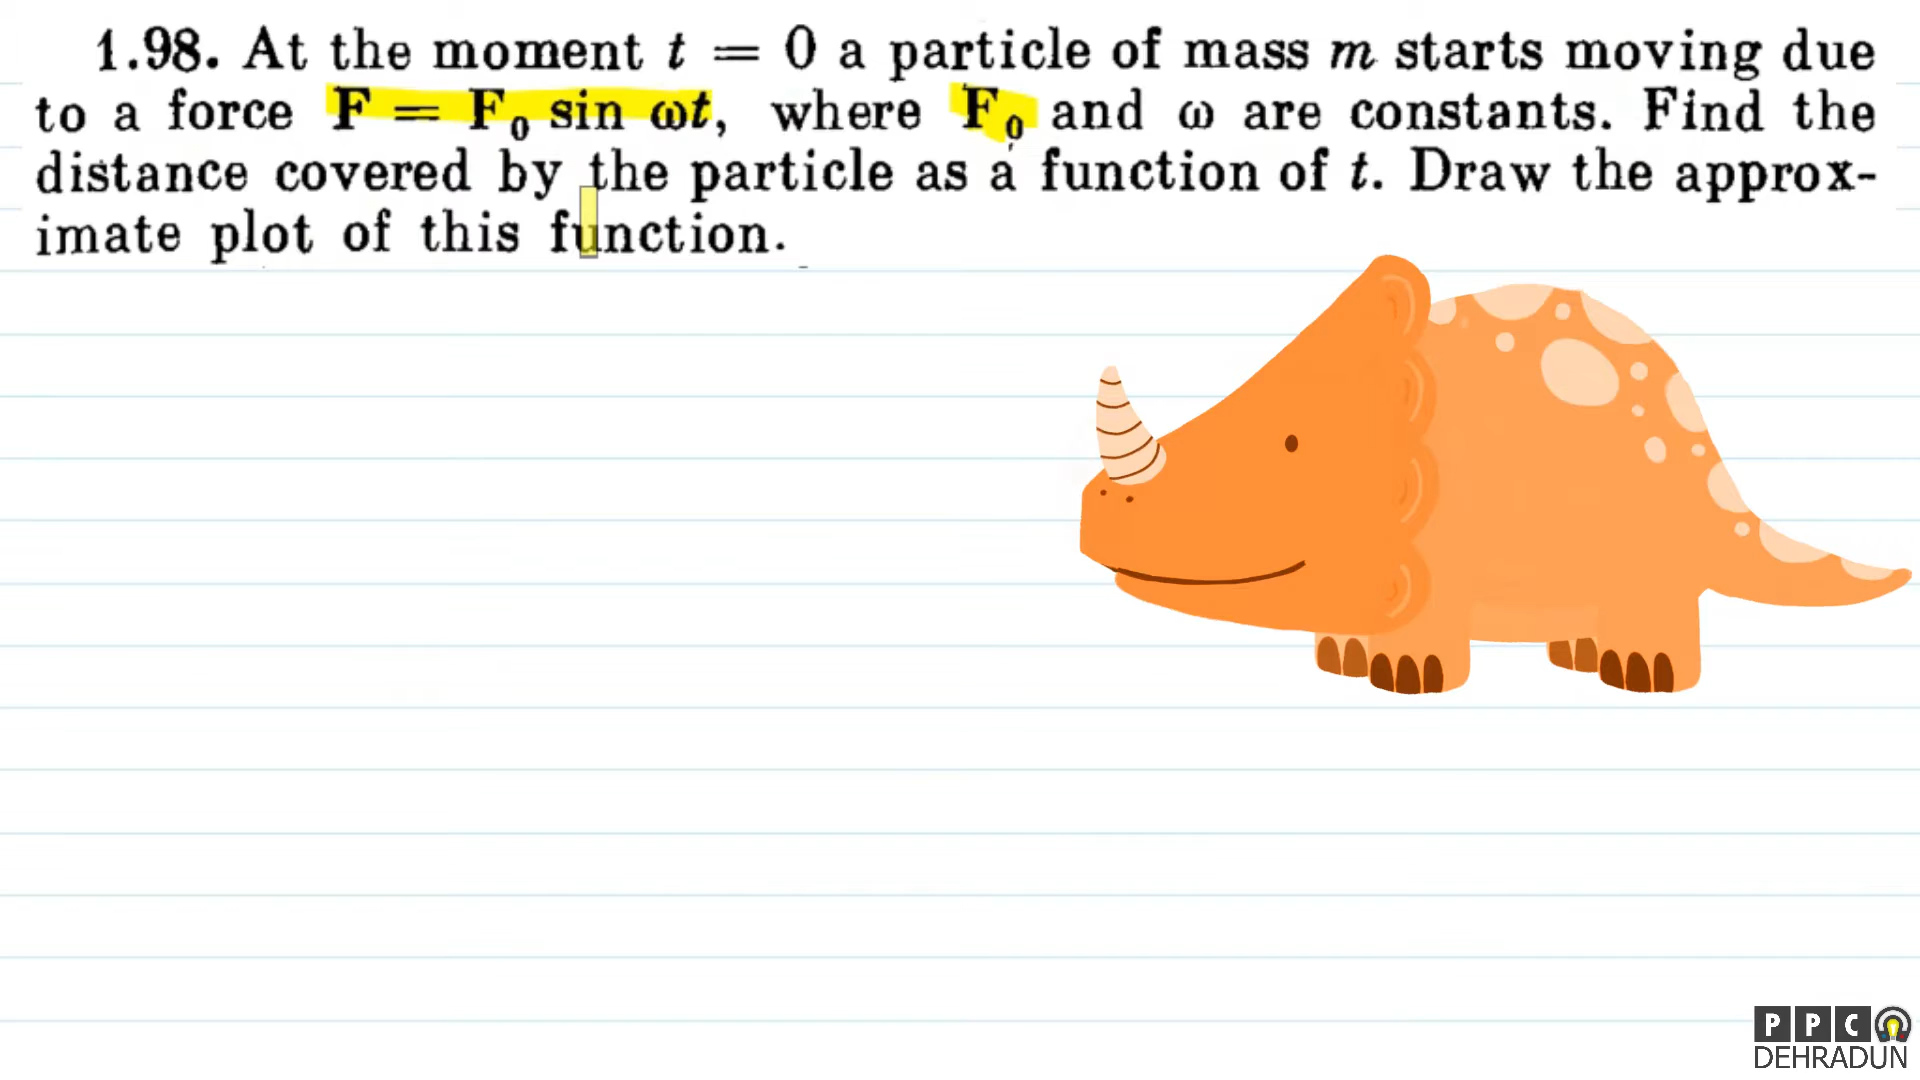 1.98. At the moment t = 0 a particle of mass m starts moving due
to a force F = F₀ sin ωt, where F₀ and ω are constants. Find the
distance covered by the particle as a function of t. Draw the approx-
imate plot of this function.
PPC
DEHRADUN